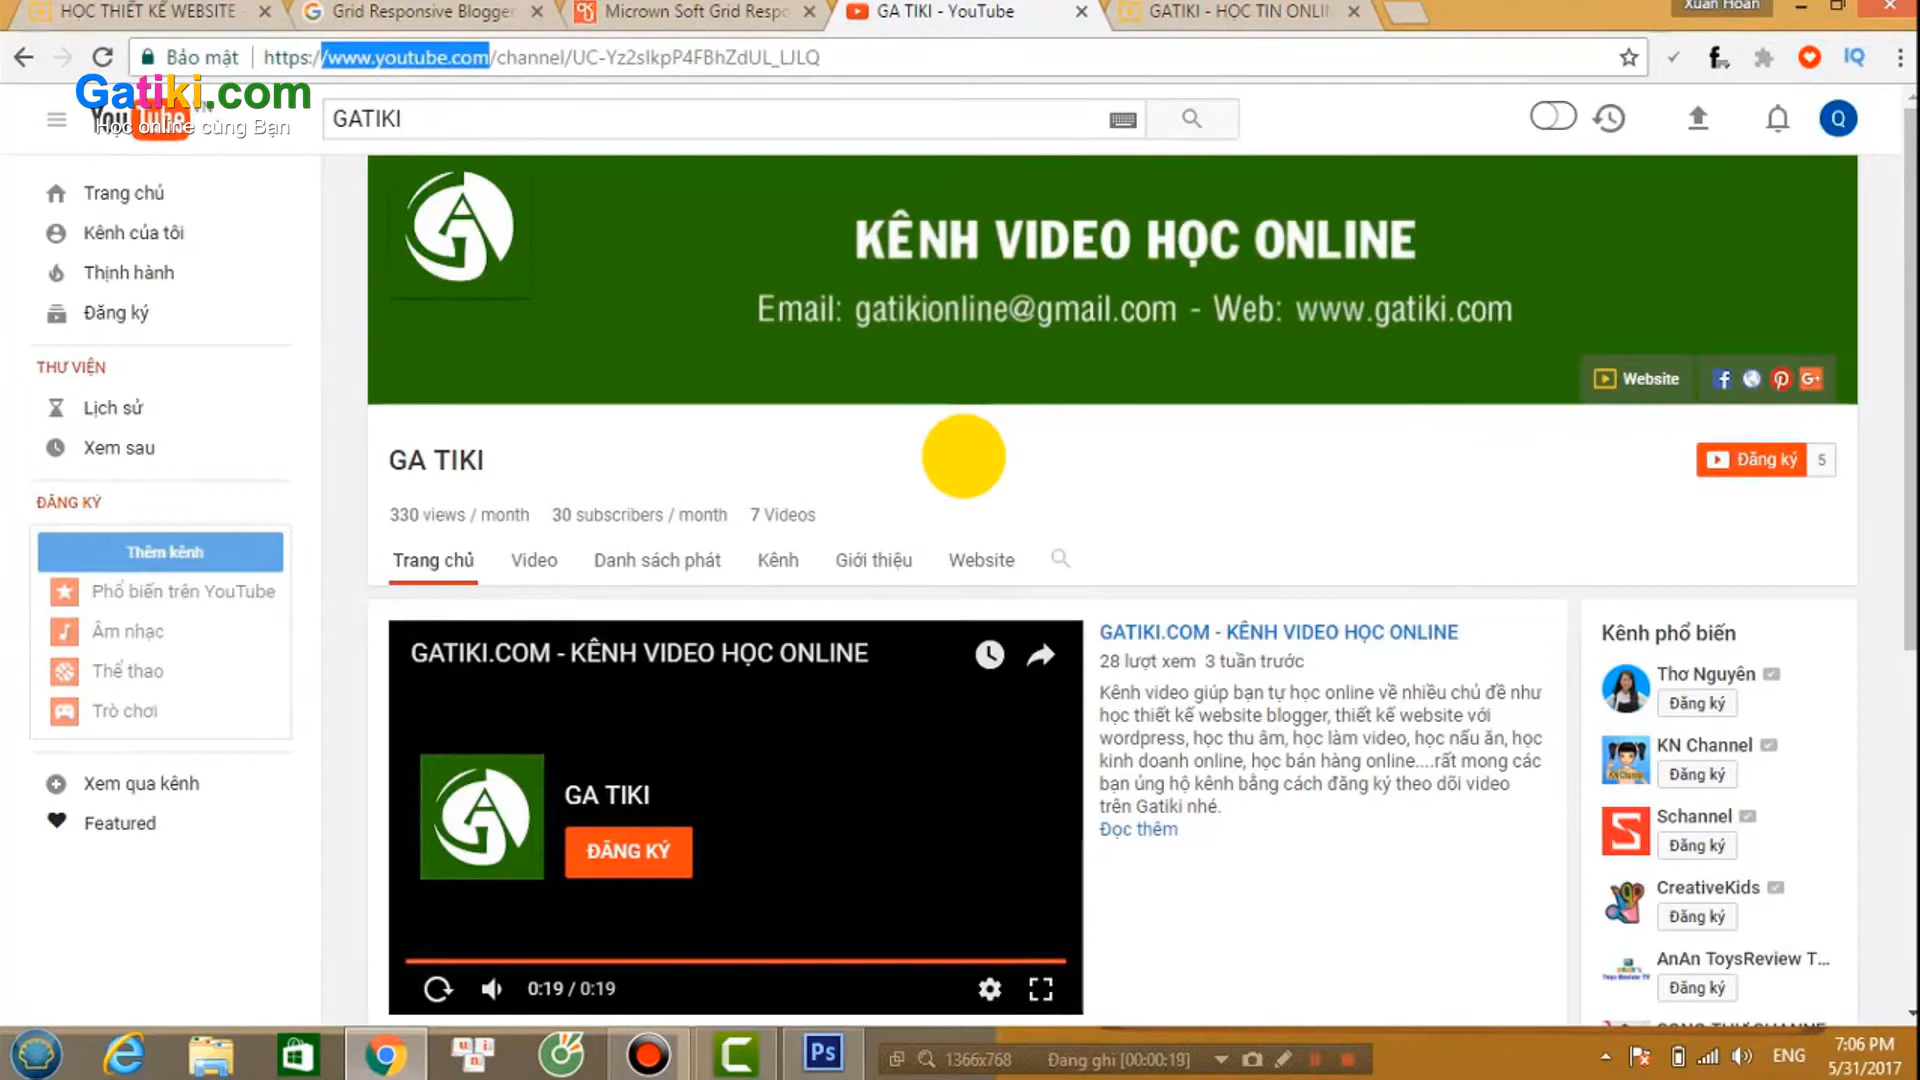 HỌC THIẾT KẾ WEBSITE
Grid Responsive Blogger
Micrown Soft Grid Respo
GA TIKI - YouTube
GATIKI - HỌC TIN ONLI
Xuân Hoàn
Bảo mật
https://www.youtube.com/channel/UC-Yz2slkpP4FBhZdUL_LJLQ
IQ
Gatiki.com
YouTube VN
Học online cùng Bạn
GATIKI
Q
KÊNH VIDEO HỌC ONLINE
Email: gatikionline@gmail.com - Web: www.gatiki.com
Website
Trang chủ
Kênh của tôi
Thịnh hành
Đăng ký
THƯ VIỆN
Lịch sử
Xem sau
ĐĂNG KÝ
Thêm kênh
Phổ biến trên YouTube
Âm nhạc
Thể thao
Trò chơi
Xem qua kênh
Featured
GA TIKI
Đăng ký 5
330 views / month 30 subscribers / month 7 Videos
Trang chủ Video Danh sách phát Kênh Giới thiệu Website
GATIKI.COM - KÊNH VIDEO HỌC ONLINE
GA TIKI
ĐĂNG KÝ
0:19 / 0:19
GATIKI.COM - KÊNH VIDEO HỌC ONLINE
28 lượt xem 3 tuần trước
Kênh video giúp bạn tự học online về nhiều chủ đề như
học thiết kế website blogger, thiết kế website với
wordpress, học thu âm, học làm video, học nấu ăn, học
kinh doanh online, học bán hàng online....rất mong các
bạn ủng hộ kênh bằng cách đăng ký theo dõi video
trên Gatiki nhé.
Đọc thêm
Kênh phổ biến
Thơ Nguyễn
Đăng ký
KN Channel
Đăng ký
Schannel
Đăng ký
CreativeKids
Đăng ký
AnAn ToysReview T...
Đăng ký
Ps
1366x768
Đang ghi [00:00:19]
ENG
7:06 PM
5/31/2017